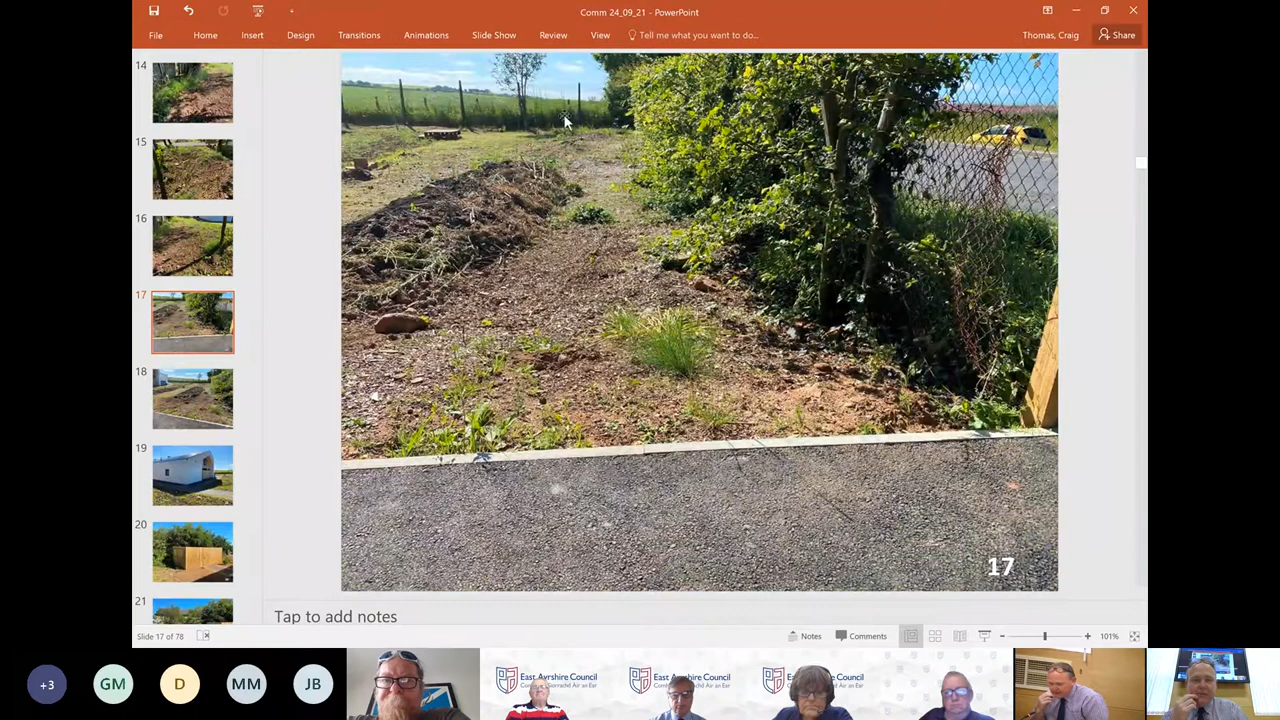 Comm 24_09_21 - PowerPoint
File Home Insert Design Transitions Animations Slide Show Review View Tell me what you want to do... Thomas, Craig Share
14
15
16
17
18
19
20
21
17
Tap to add notes
Slide 17 of 78 Notes Comments 101%
+3 GM D MM JB
East Ayrshire Council East Ayrshire Council East Ayrshire Council